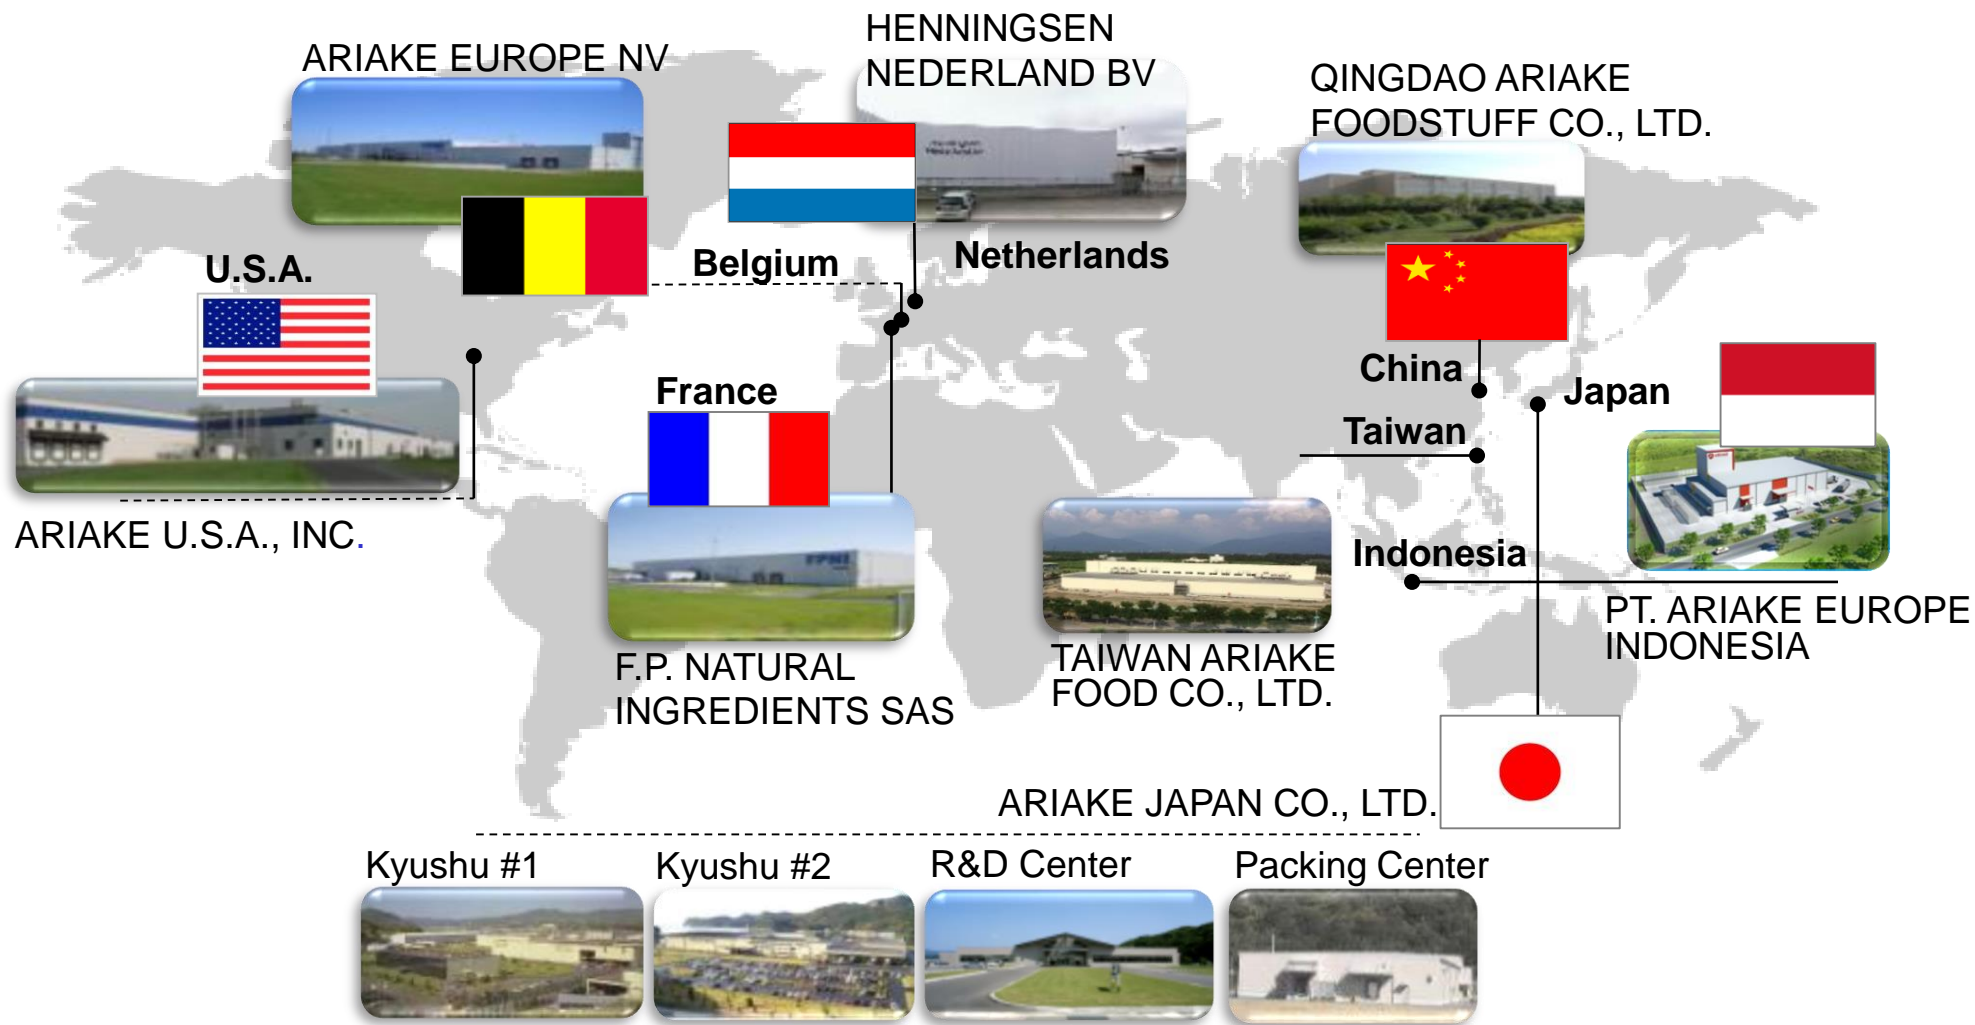 HENNINGSEN
NEDERLAND BV
ARIAKE EUROPE NV
QINGDAO ARIAKE
FOODSTUFF CO., LTD.
U.S.A.
Belgium
Netherlands
China
France
Japan
Taiwan
ARIAKE U.S.A., INC.
FPNI
Indonesia
PT. ARIAKE EUROPE
INDONESIA
F.P. NATURAL
INGREDIENTS SAS
TAIWAN ARIAKE
FOOD CO., LTD.
ARIAKE JAPAN CO., LTD.
Kyushu #1
Kyushu #2
R&D Center
Packing Center